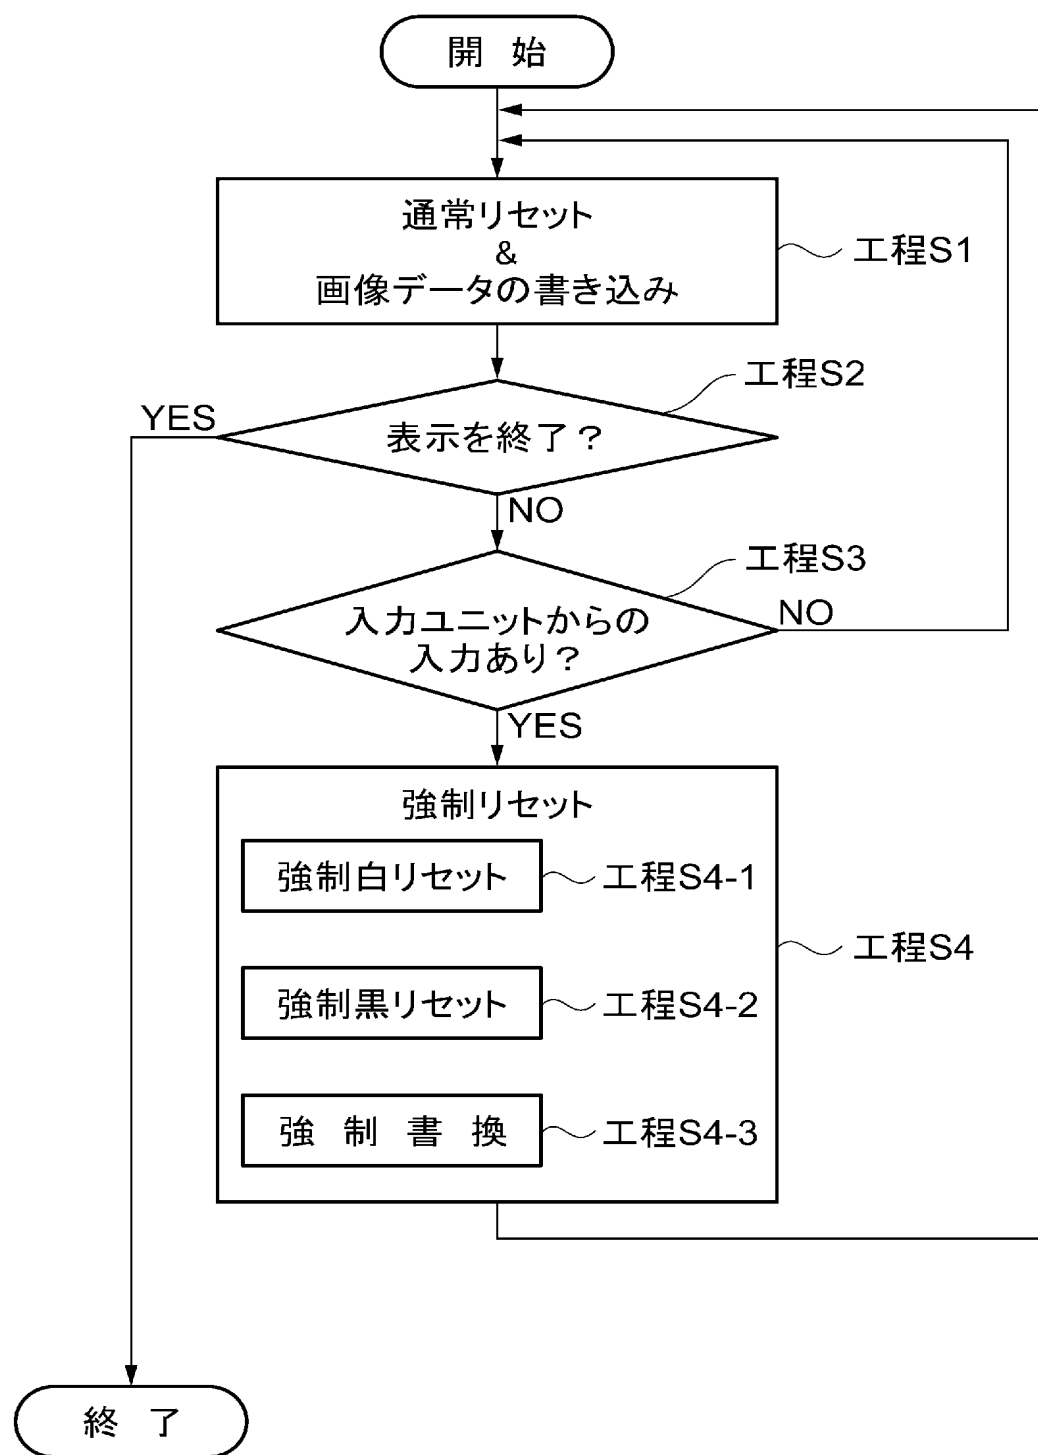 開 始
通常リセット
&
画像データの書き込み
工程S1
工程S2
YES
表示を終了？
NO
工程S3
入力ユニットからの
入力あり？
NO
YES
強制リセット
強制白リセット
工程S4-1
工程S4
強制黒リセット
工程S4-2
強 制 書 換
工程S4-3
終 了